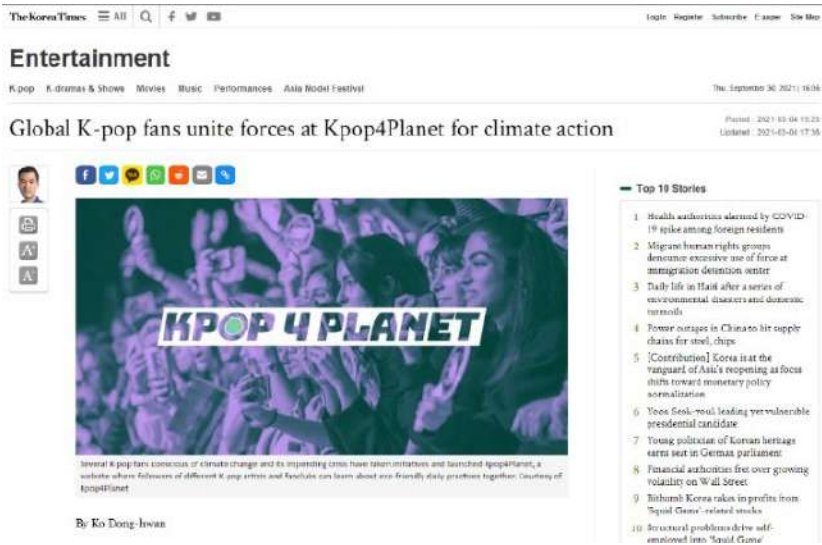 The Korea Times All
Login Register Subscribe E-paper Site Map
Entertainment
K-pop K-dramas & Shows Movies Music Performances Asia Model Festival
Thu, September 30, 2021 | 16:36
Global K-pop fans unite forces at Kpop4Planet for climate action
Posted : 2021-03-04 15:23
Updated : 2021-03-04 17:36
KPOP 4 PLANET
Several K-pop fans conscious of climate change and its impending crisis have taken initiatives and launched Kpop4Planet, a
website where followers of different K-pop artists and fanclubs can learn about eco-friendly daily practices together. Courtesy of
Kpop4Planet
By Ko Dong-hwan
Top 10 Stories
1 Health authorities alarmed by COVID-
19 spike among foreign residents
2 Migrant human rights groups
denounce excessive use of force at
immigration detention center
3 Daily life in Haiti after a series of
environmental disasters and domestic
turmoils
4 Power outages in China to hit supply
chains for steel, chips
5 [Contribution] Korea is at the
vanguard of Asia's reopening as focus
shifts toward monetary policy
normalization
6 Yoon Seok-youl, leading yet vulnerable
presidential candidate
7 Young politician of Korean heritage
earns seat in German parliament
8 Financial authorities fret over growing
volatility on Wall Street
9 Bithumb Korea takes in profits from
'Squid Game'-related stocks
10 Structural problems drive self-
employed into 'Squid Game'